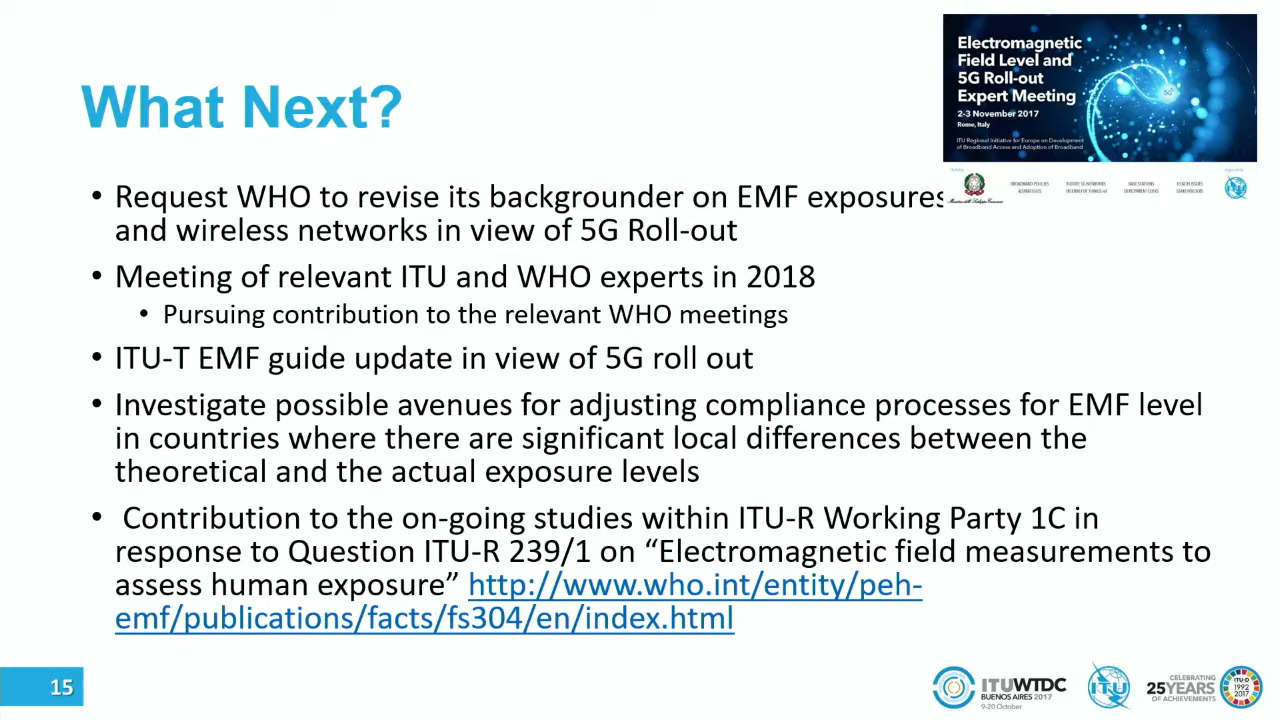 Electromagnetic
Field Level and
5G Roll-out
Expert Meeting
2-3 November 2017
Rome, Italy
ITU Regional Initiative for Europe on Development
of Broadband Access and Adoption of Broadband
5G
What Next?
• Request WHO to revise its backgrounder on EMF exposures
and wireless networks in view of 5G Roll-out
• Meeting of relevant ITU and WHO experts in 2018
• Pursuing contribution to the relevant WHO meetings
• ITU-T EMF guide update in view of 5G roll out
• Investigate possible avenues for adjusting compliance processes for EMF level
in countries where there are significant local differences between the
theoretical and the actual exposure levels
• Contribution to the on-going studies within ITU-R Working Party 1C in
response to Question ITU-R 239/1 on “Electromagnetic field measurements to
assess human exposure” http://www.who.int/entity/peh-
emf/publications/facts/fs304/en/index.html
15
ITUWTDC
BUENOS AIRES 2017
9-20 October
ITU
CELEBRATING
25YEARS
OF ACHIEVEMENTS
ITU-D
1992
2017